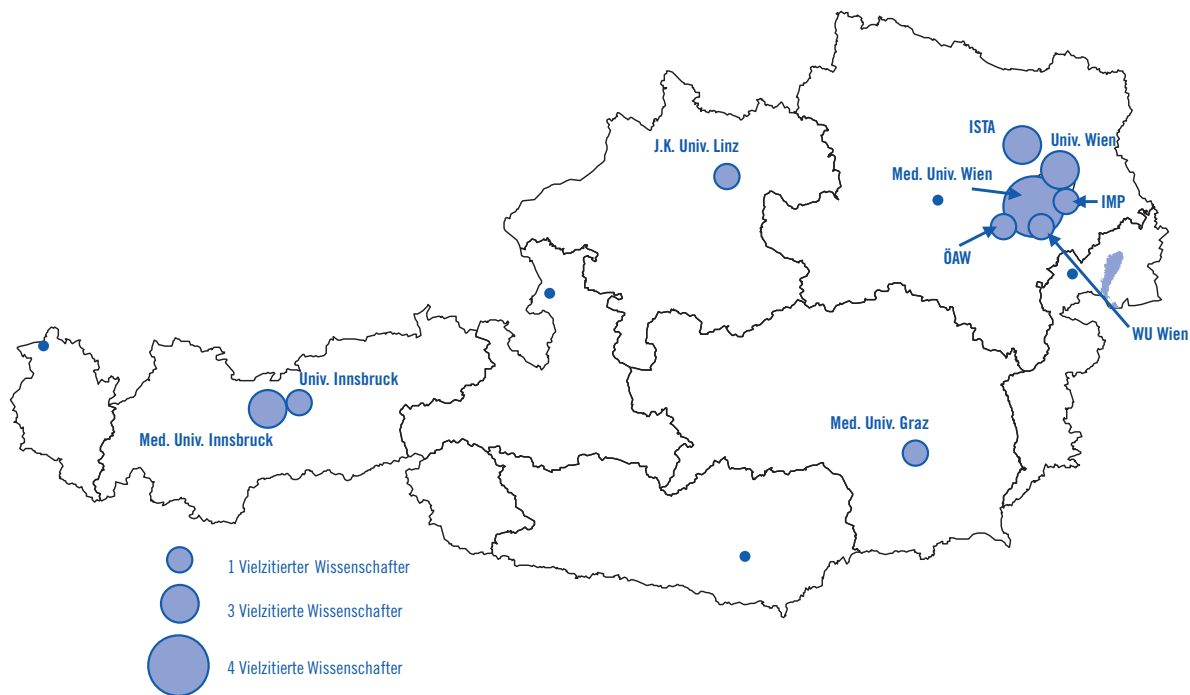 ISTA
Univ. Wien
J.K. Univ. Linz
Med. Univ. Wien
IMP
ÖAW
WU Wien
Univ. Innsbruck
Med. Univ. Innsbruck
Med. Univ. Graz
1 Vielzitierter Wissenschafter
3 Vielzitierte Wissenschafter
4 Vielzitierte Wissenschafter